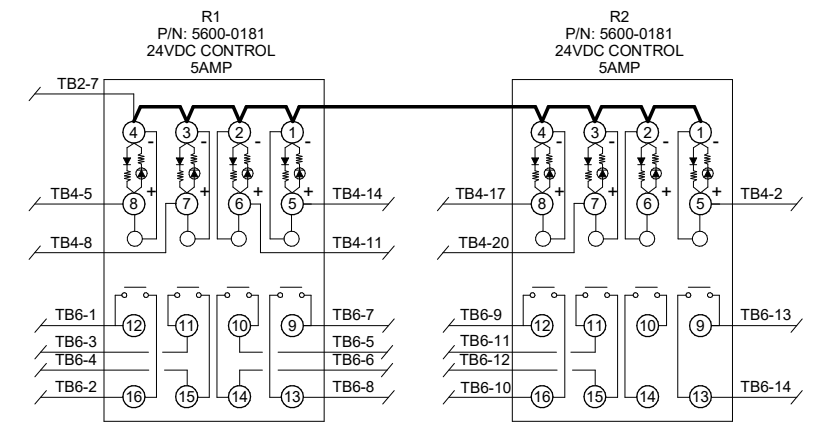 R1
P/N: 5600-0181
24VDC CONTROL
5AMP
R2
P/N: 5600-0181
24VDC CONTROL
5AMP
TB2-7
4 3 2 1 4 3 2 1
- - - - - - - -
+ + + + + + + +
TB4-5 8 7 6 5 TB4-14 TB4-17 8 7 6 5 TB4-2
TB4-8 TB4-11 TB4-20
TB6-1 12 11 10 9 TB6-7 TB6-9 12 11 10 9 TB6-13
TB6-3 TB6-5 TB6-11
TB6-4 TB6-6 TB6-12
TB6-2 16 15 14 13 TB6-8 TB6-10 16 15 14 13 TB6-14